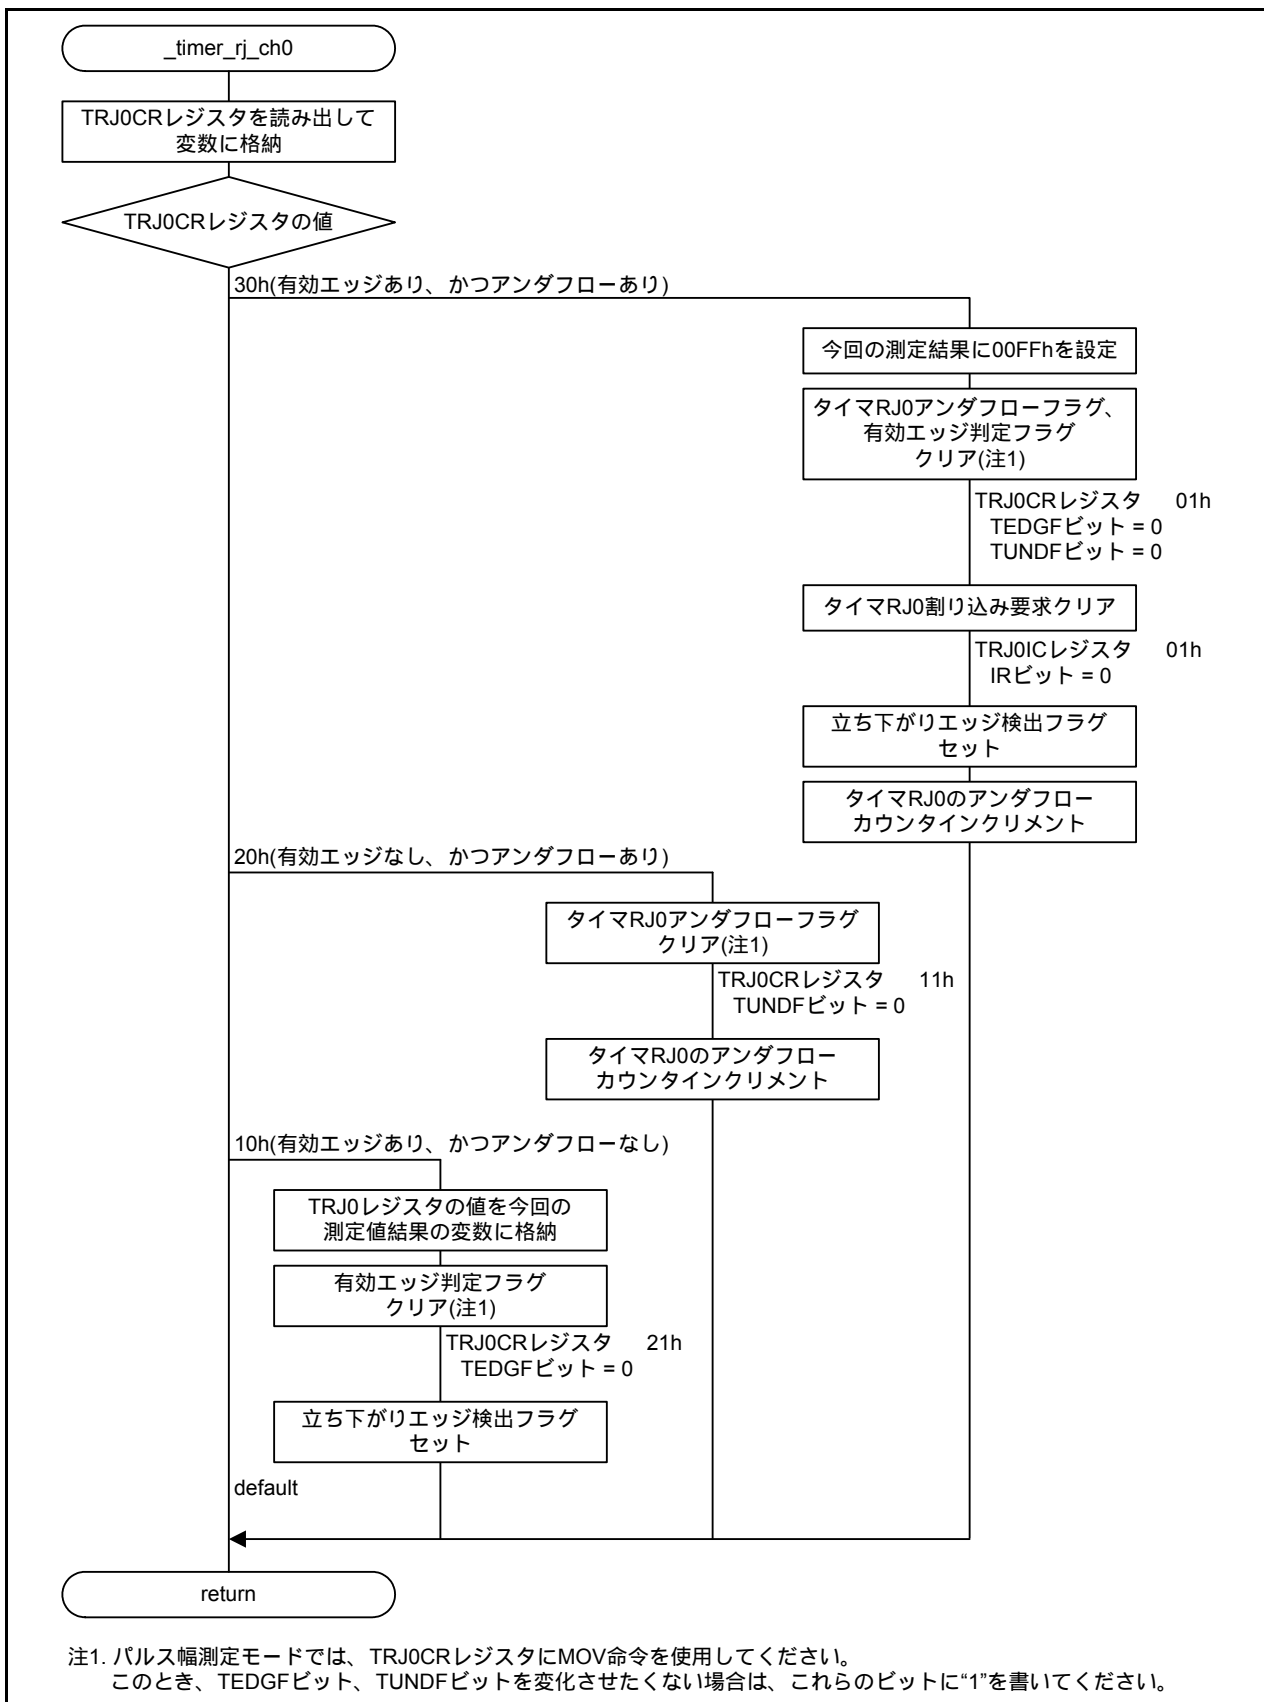 _timer_rj_ch0
TRJ0CRレジスタを読み出して
変数に格納
TRJ0CRレジスタの値
30h(有効エッジあり、かつアンダフローあり)
今回の測定結果に00FFhを設定
タイマRJ0アンダフローフラグ、
有効エッジ判定フラグ
クリア(注1)
TRJ0CRレジスタ 01h
TEDGFビット = 0
TUNDFビット = 0
タイマRJ0割り込み要求クリア
TRJ0ICレジスタ 01h
IRビット = 0
立ち下がりエッジ検出フラグ
セット
タイマRJ0のアンダフロー
カウンタインクリメント
20h(有効エッジなし、かつアンダフローあり)
タイマRJ0アンダフローフラグ
クリア(注1)
TRJ0CRレジスタ 11h
TUNDFビット = 0
タイマRJ0のアンダフロー
カウンタインクリメント
10h(有効エッジあり、かつアンダフローなし)
TRJ0レジスタの値を今回の
測定値結果の変数に格納
有効エッジ判定フラグ
クリア(注1)
TRJ0CRレジスタ 21h
TEDGFビット = 0
立ち下がりエッジ検出フラグ
セット
default
return
注1. パルス幅測定モードでは、TRJ0CRレジスタにMOV命令を使用してください。
このとき、TEDGFビット、TUNDFビットを変化させたくない場合は、これらのビットに“1”を書いてください。